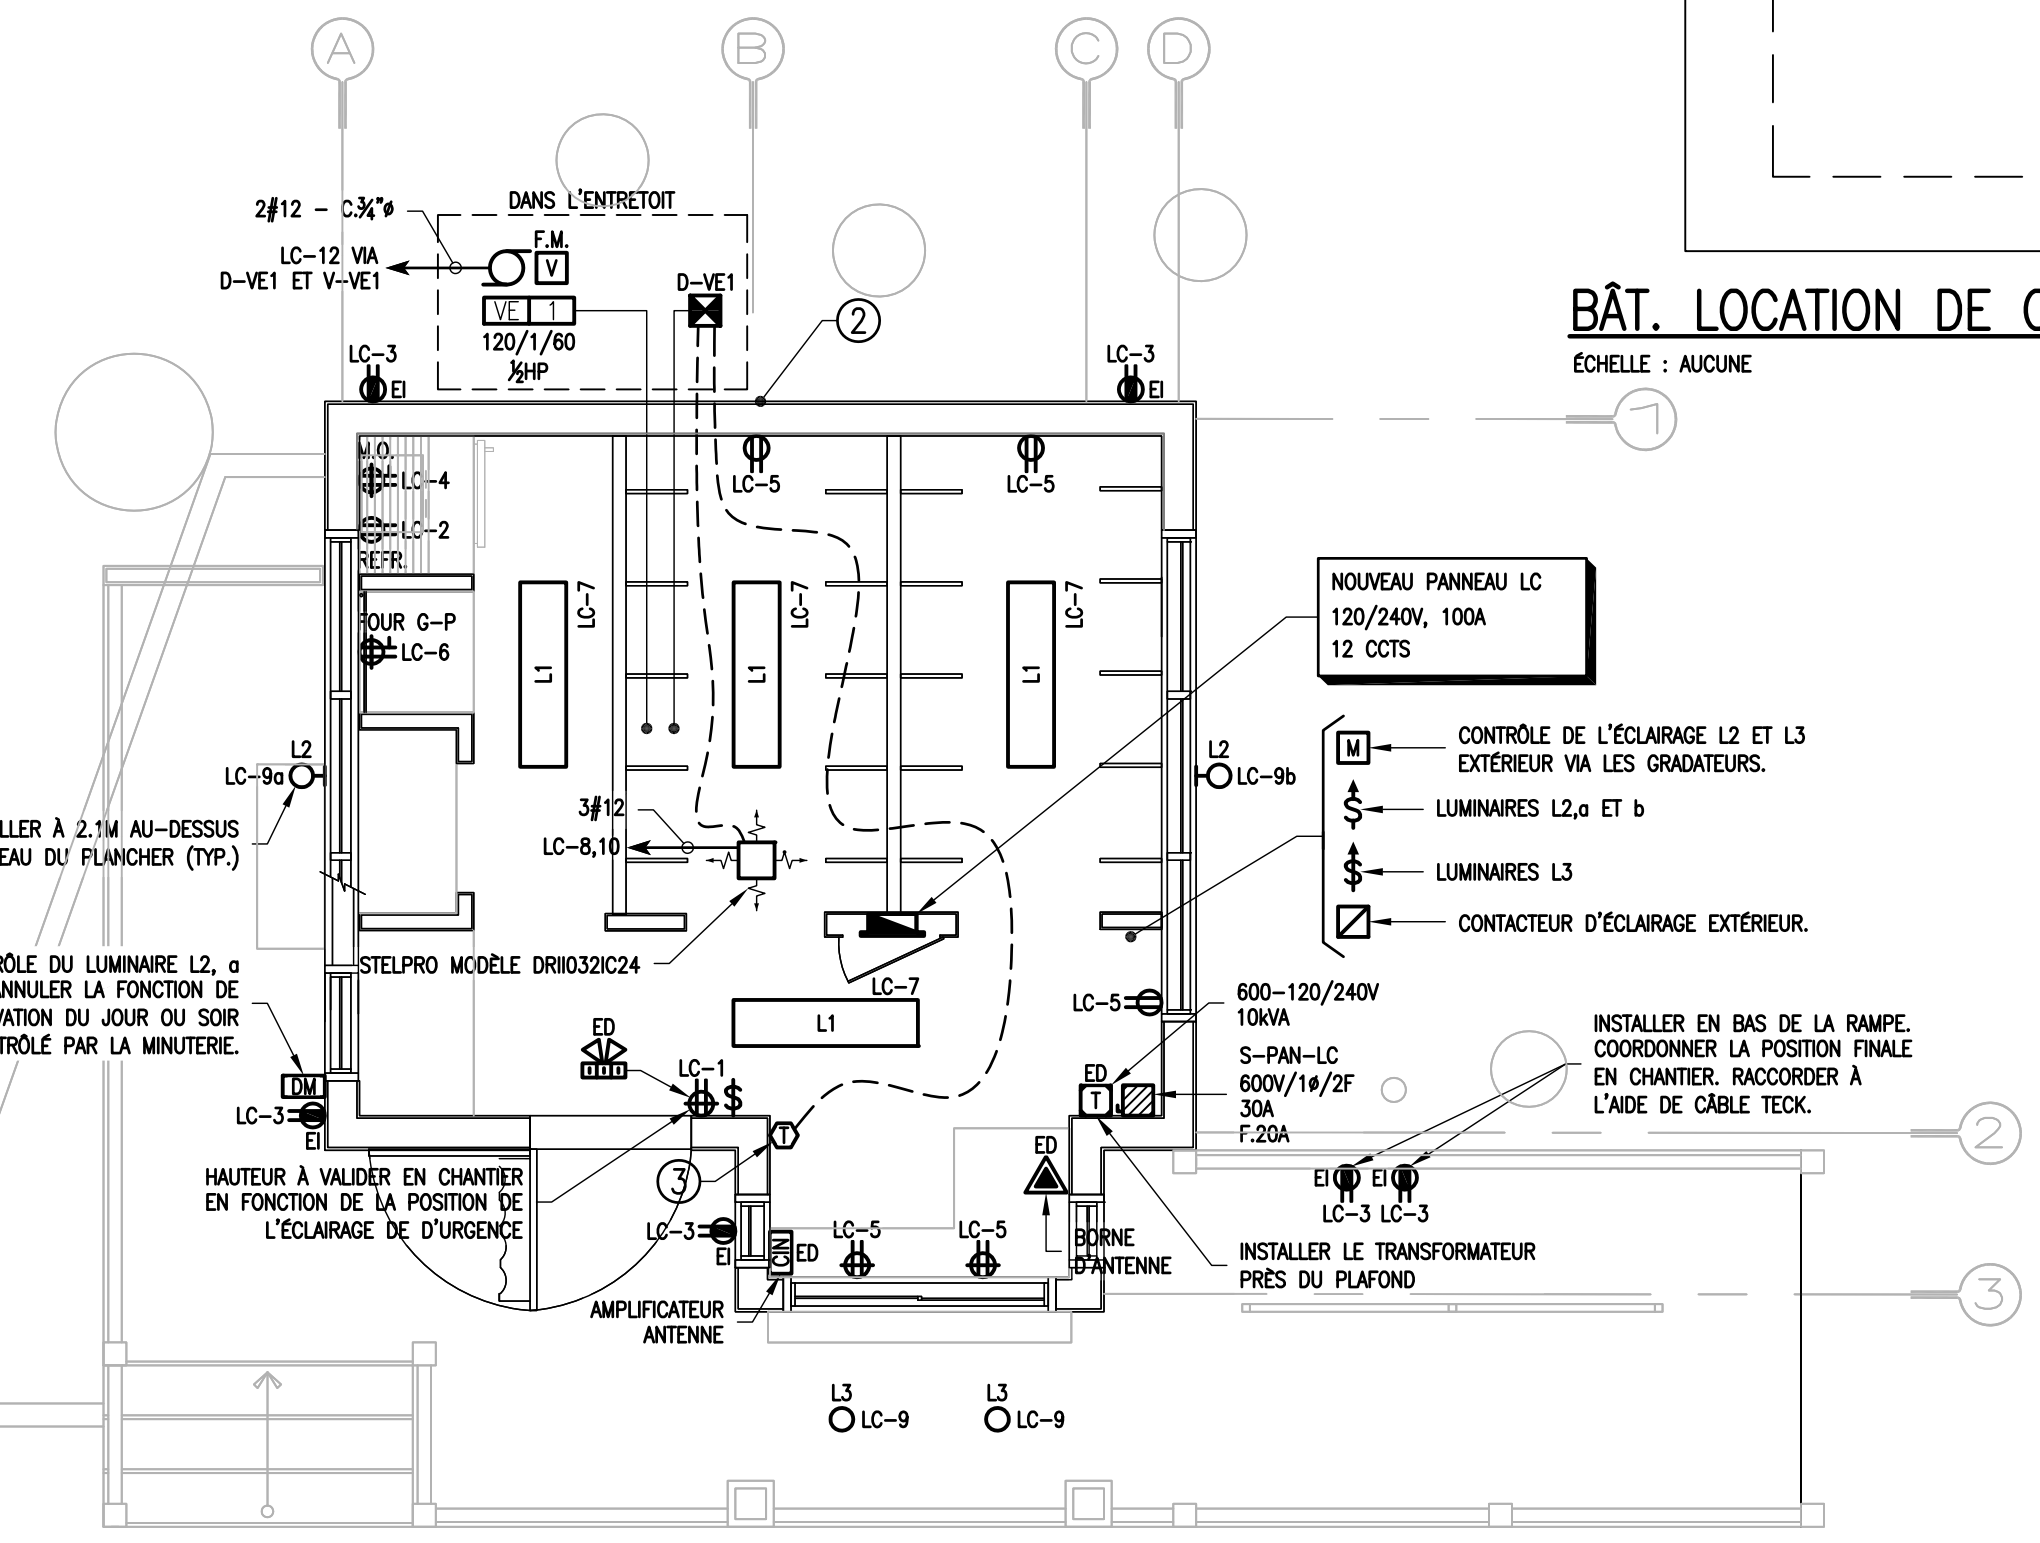 A
B
C
D
DANS L'ENTRETOIT
2#12 - C.¾"ø
F.M.
V
LC-12 VIA
D-VE1 ET V-VE1
D-VE1
VE 1
120/1/60
½HP
2
BÂT. LOCATION DE
ÉCHELLE : AUCUNE
LC-3
EI
LC-3
EI
1
M.O.
LC-4
LC-2
REFR.
LC-5
LC-5
FOUR G-P
LC-6
L1
LC-7
L1
LC-7
L1
LC-7
NOUVEAU PANNEAU LC
120/240V, 100A
12 CCTS
M
CONTRÔLE DE L'ÉCLAIRAGE L2 ET L3
EXTÉRIEUR VIA LES GRADATEURS.
$
LUMINAIRES L2,a ET b
$
LUMINAIRES L3
CONTACTEUR D'ÉCLAIRAGE EXTÉRIEUR.
L2
LC-9a
L2
LC-9b
À 2.1M AU-DESSUS
DU PLANCHER (TYP.)
3#12
LC-8,10
STELPRO MODÈLE DRII032IC24
DU LUMINAIRE L2, a
ANNULER LA FONCTION DE
DU JOUR OU SOIR
PAR LA MINUTERIE.
DM
LC-3
EI
LC-7
L1
ED
LC-1
$
LC-5
600-120/240V
10kVA
S-PAN-LC
600V/1ø/2F
30A
F.20A
ED
T
INSTALLER EN BAS DE LA RAMPE.
COORDONNER LA POSITION FINALE
EN CHANTIER. RACCORDER À
L'AIDE DE CÂBLE TECK.
2
T
3
HAUTEUR À VALIDER EN CHANTIER
EN FONCTION DE LA POSITION DE
L'ÉCLAIRAGE DE D'URGENCE
ED
BORNE
D'ANTENNE
EI
LC-3
EI
LC-3
LC-3
EI
CIN
ED
LC-5
LC-5
INSTALLER LE TRANSFORMATEUR
PRÈS DU PLAFOND
3
AMPLIFICATEUR
ANTENNE
L3
LC-9
L3
LC-9